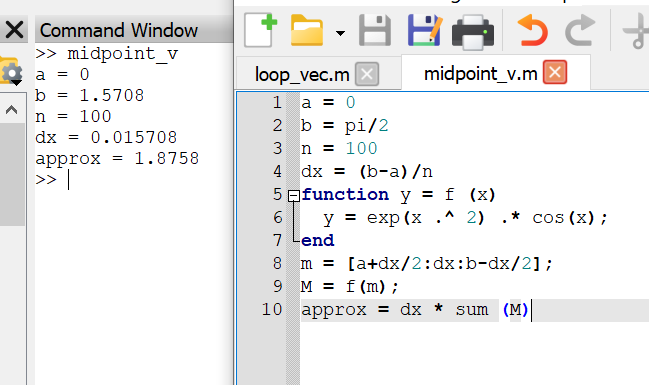 Command Window
>> midpoint_v
a = 0
b = 1.5708
n = 100
dx = 0.015708
approx = 1.8758
>>
loop_vec.m
midpoint_v.m
1 a = 0
2 b = pi/2
3 n = 100
4 dx = (b-a)/n
5 function y = f (x)
6 y = exp(x .^ 2) .* cos(x);
7 end
8 m = [a+dx/2:dx:b-dx/2];
9 M = f(m);
10 approx = dx * sum (M)